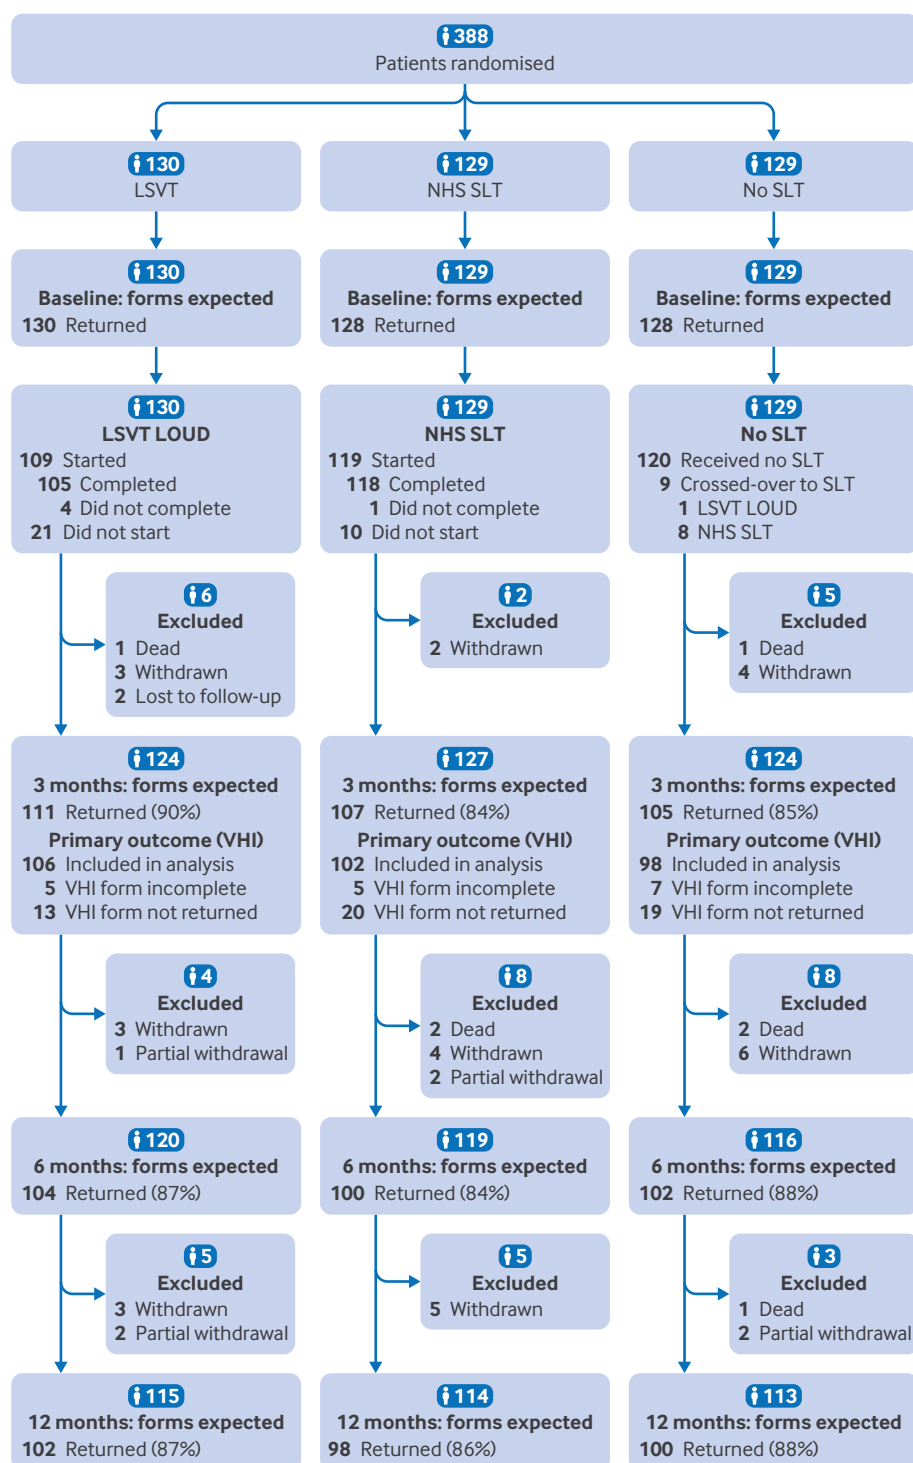 388
Patients randomised
130
LSVT
129
NHS SLT
129
No SLT
130
Baseline: forms expected
130 Returned
129
Baseline: forms expected
128 Returned
129
Baseline: forms expected
128 Returned
130
LSVT LOUD
109 Started
105 Completed
4 Did not complete
21 Did not start
129
NHS SLT
119 Started
118 Completed
1 Did not complete
10 Did not start
129
No SLT
120 Received no SLT
9 Crossed-over to SLT
1 LSVT LOUD
8 NHS SLT
6
Excluded
1 Dead
3 Withdrawn
2 Lost to follow-up
2
Excluded
2 Withdrawn
5
Excluded
1 Dead
4 Withdrawn
124
3 months: forms expected
111 Returned (90%)
Primary outcome (VHI)
106 Included in analysis
5 VHI form incomplete
13 VHI form not returned
127
3 months: forms expected
107 Returned (84%)
Primary outcome (VHI)
102 Included in analysis
5 VHI form incomplete
20 VHI form not returned
124
3 months: forms expected
105 Returned (85%)
Primary outcome (VHI)
98 Included in analysis
7 VHI form incomplete
19 VHI form not returned
4
Excluded
3 Withdrawn
1 Partial withdrawal
8
Excluded
2 Dead
4 Withdrawn
2 Partial withdrawal
8
Excluded
2 Dead
6 Withdrawn
120
6 months: forms expected
104 Returned (87%)
119
6 months: forms expected
100 Returned (84%)
116
6 months: forms expected
102 Returned (88%)
5
Excluded
3 Withdrawn
2 Partial withdrawal
5
Excluded
5 Withdrawn
3
Excluded
1 Dead
2 Partial withdrawal
115
12 months: forms expected
102 Returned (87%)
114
12 months: forms expected
98 Returned (86%)
113
12 months: forms expected
100 Returned (88%)